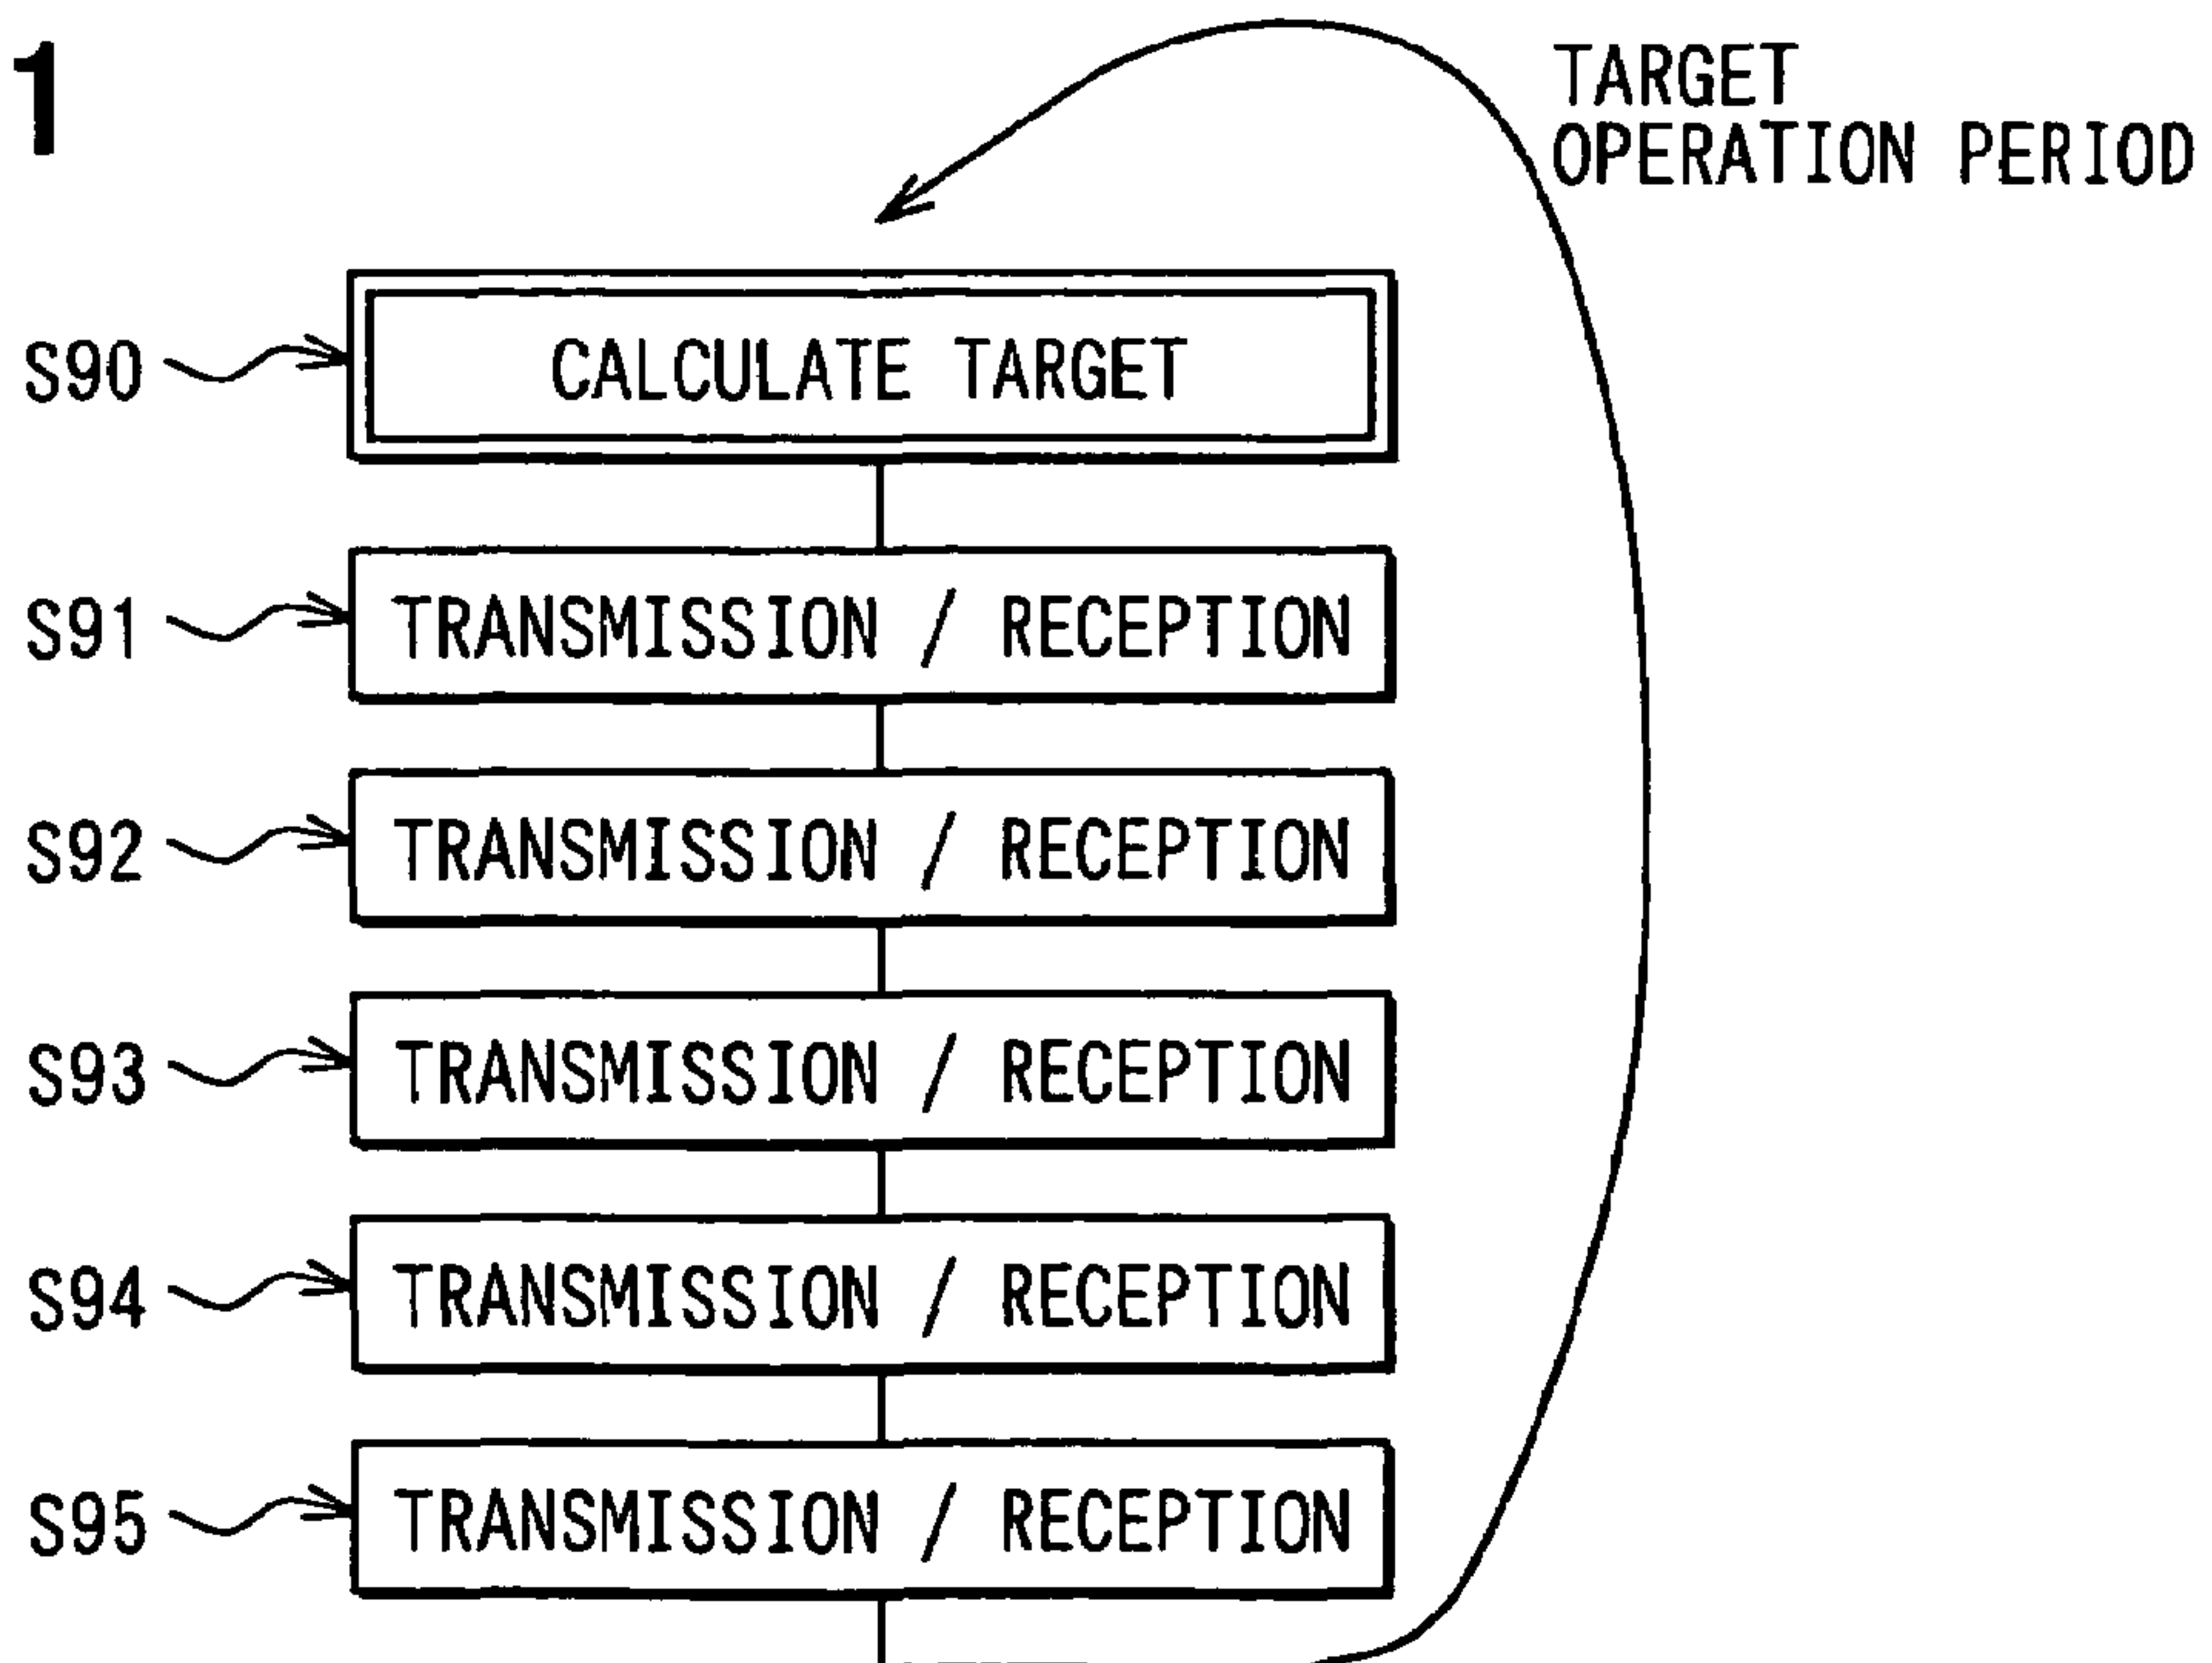 1
TARGET
OPERATION PERIOD
S90
CALCULATE TARGET
S91
TRANSMISSION / RECEPTION
S92
TRANSMISSION / RECEPTION
S93
TRANSMISSION / RECEPTION
S94
TRANSMISSION / RECEPTION
S95
TRANSMISSION / RECEPTION